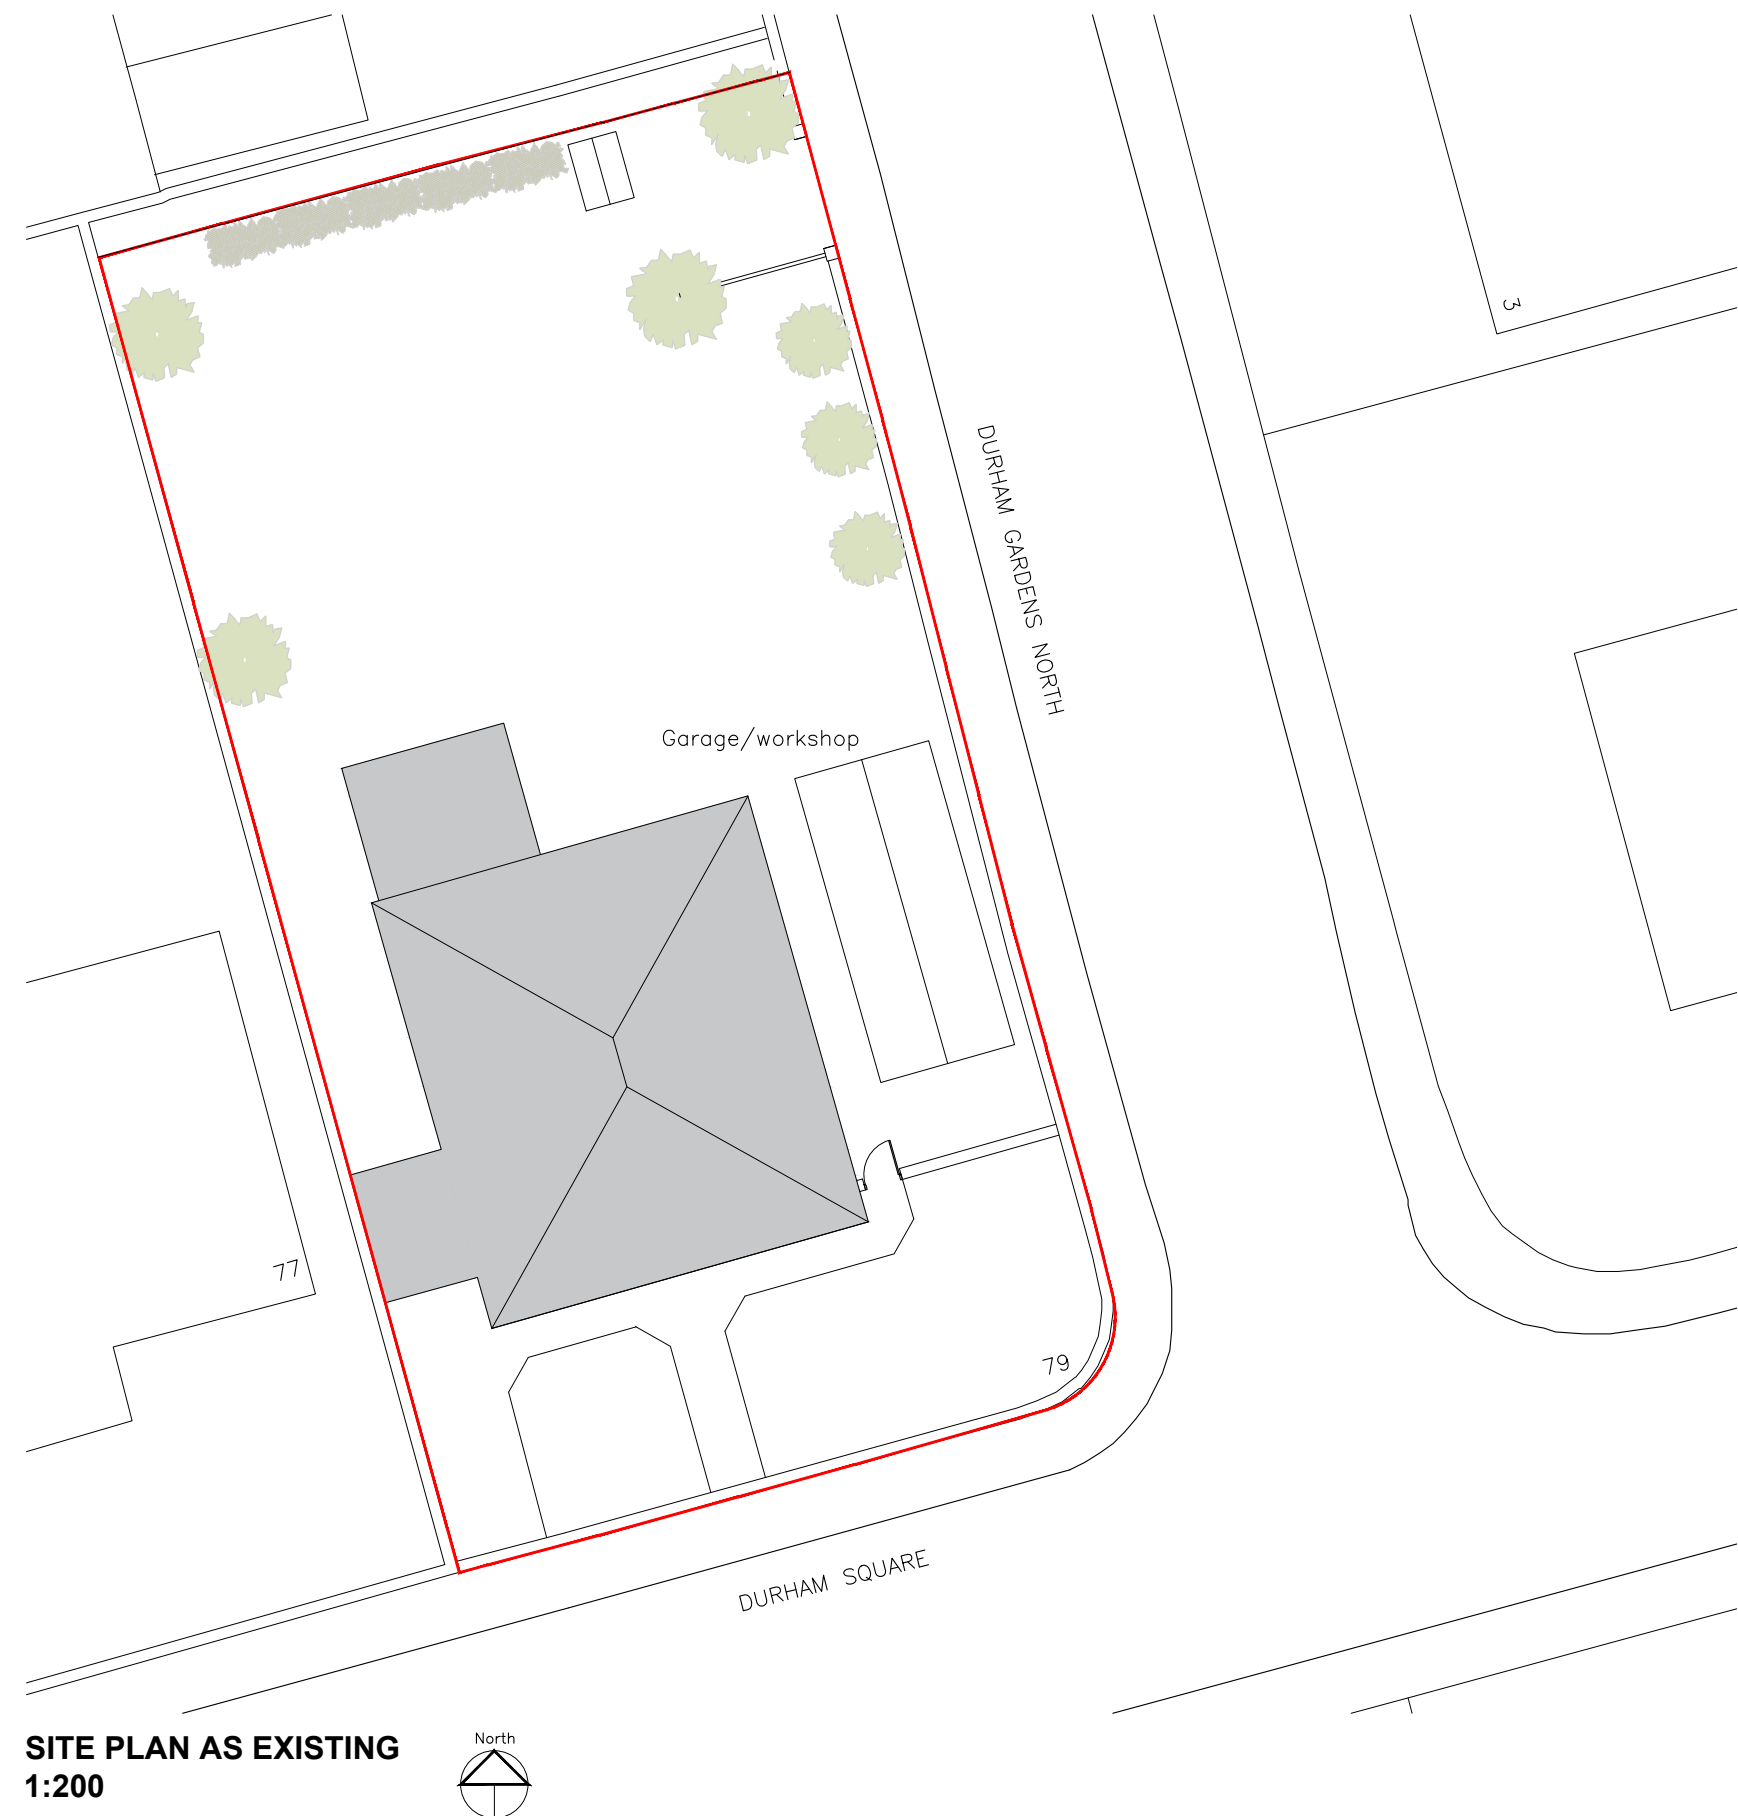 3
DURHAM GARDENS NORTH
Garage/workshop
77
79
DURHAM SQUARE
SITE PLAN AS EXISTING
1:200
North